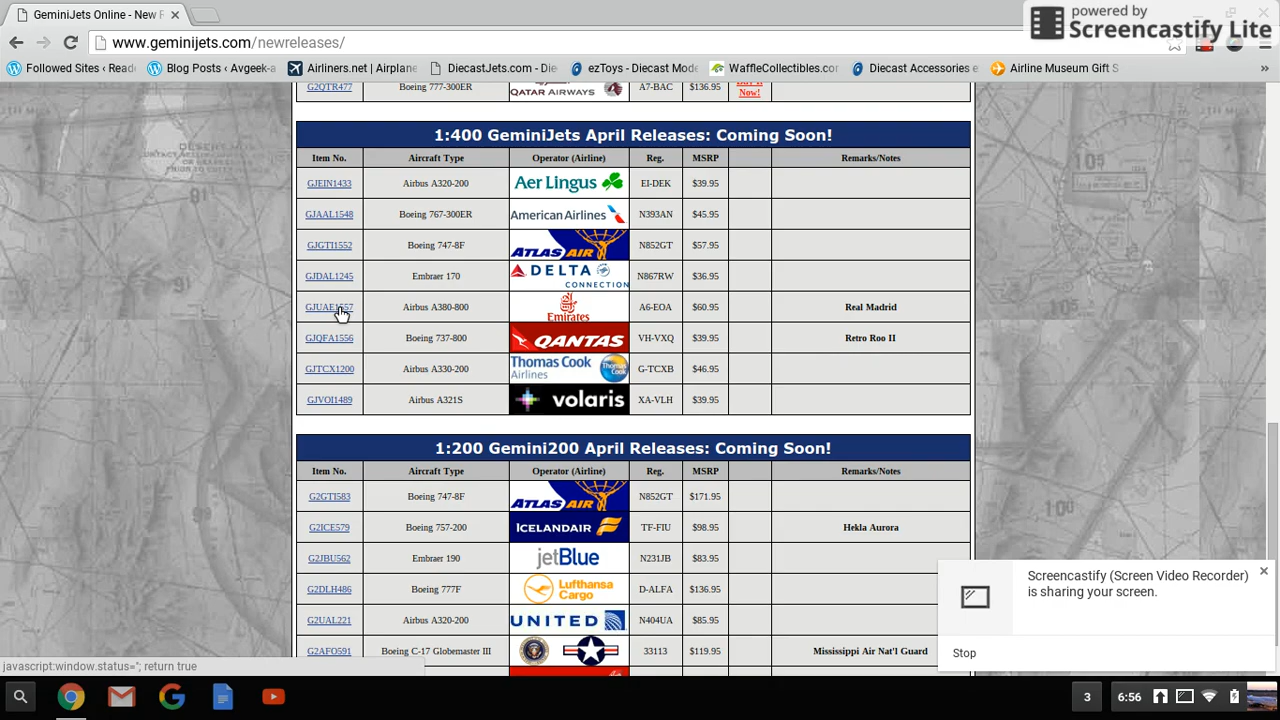 GeminiJets Online - New R
powered by
Screencastify Lite
www.geminijets.com/newreleases/
Followed Sites ‹ Read
Blog Posts ‹ Avgeek-a
Airliners.net | Airplane
DiecastJets.com - Die
ezToys - Diecast Mode
WaffleCollectibles.com
Diecast Accessories e
Airline Museum Gift S
»
G2QTR477 Boeing 777-300ER QATAR AIRWAYS A7-BAC $136.95 Buy it Now!
1:400 GeminiJets April Releases: Coming Soon!
Item No. Aircraft Type Operator (Airline) Reg. MSRP Remarks/Notes
GJEIN1433 Airbus A320-200 Aer Lingus EI-DEK $39.95
GJAAL1548 Boeing 767-300ER American Airlines N393AN $45.95
GJGTI1552 Boeing 747-8F ATLAS AIR N852GT $57.95
GJDAL1245 Embraer 170 DELTA CONNECTION N867RW $36.95
GJUAE1557 Airbus A380-800 Emirates A6-EOA $60.95 Real Madrid
GJQFA1556 Boeing 737-800 QANTAS VH-VXQ $39.95 Retro Roo II
GJTCX1200 Airbus A330-200 Thomas Cook Airlines Thomas Cook G-TCXB $46.95
GJVOI1489 Airbus A321S volaris XA-VLH $39.95
1:200 Gemini200 April Releases: Coming Soon!
Item No. Aircraft Type Operator (Airline) Reg. MSRP Remarks/Notes
G2GTI583 Boeing 747-8F ATLAS AIR N852GT $171.95
G2ICE579 Boeing 757-200 ICELANDAIR TF-FIU $98.95 Hekla Aurora
G2JBU562 Embraer 190 jetBlue N231JB $83.95
G2DLH486 Boeing 777F Lufthansa Cargo D-ALFA $136.95
G2UAL221 Airbus A320-200 UNITED N404UA $85.95
G2AFO591 Boeing C-17 Globemaster III 33113 $119.95 Mississippi Air Nat'l Guard
Screencastify (Screen Video Recorder)
is sharing your screen.
Stop
javascript:window.status=''; return true
3
6:56